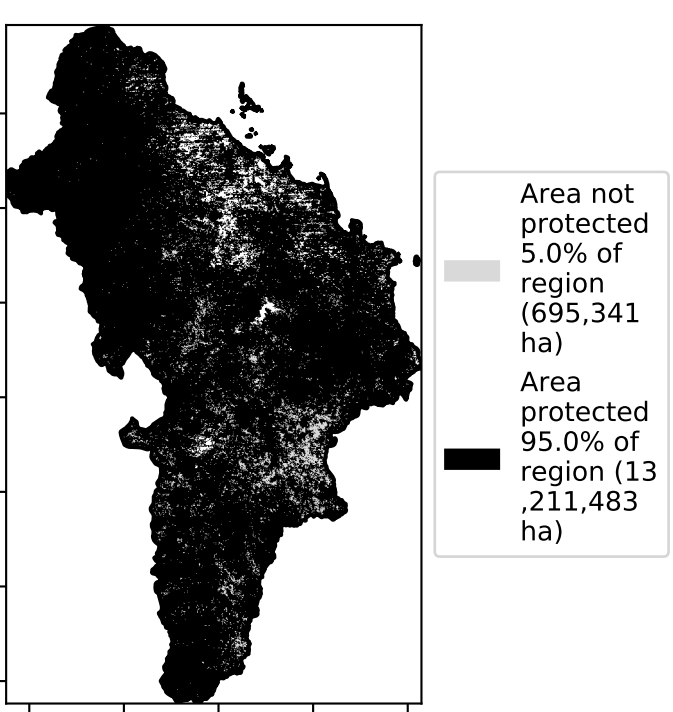 Area not
protected
5.0% of
region
(695,341
ha)
Area
protected
95.0% of
region (13
,211,483
ha)